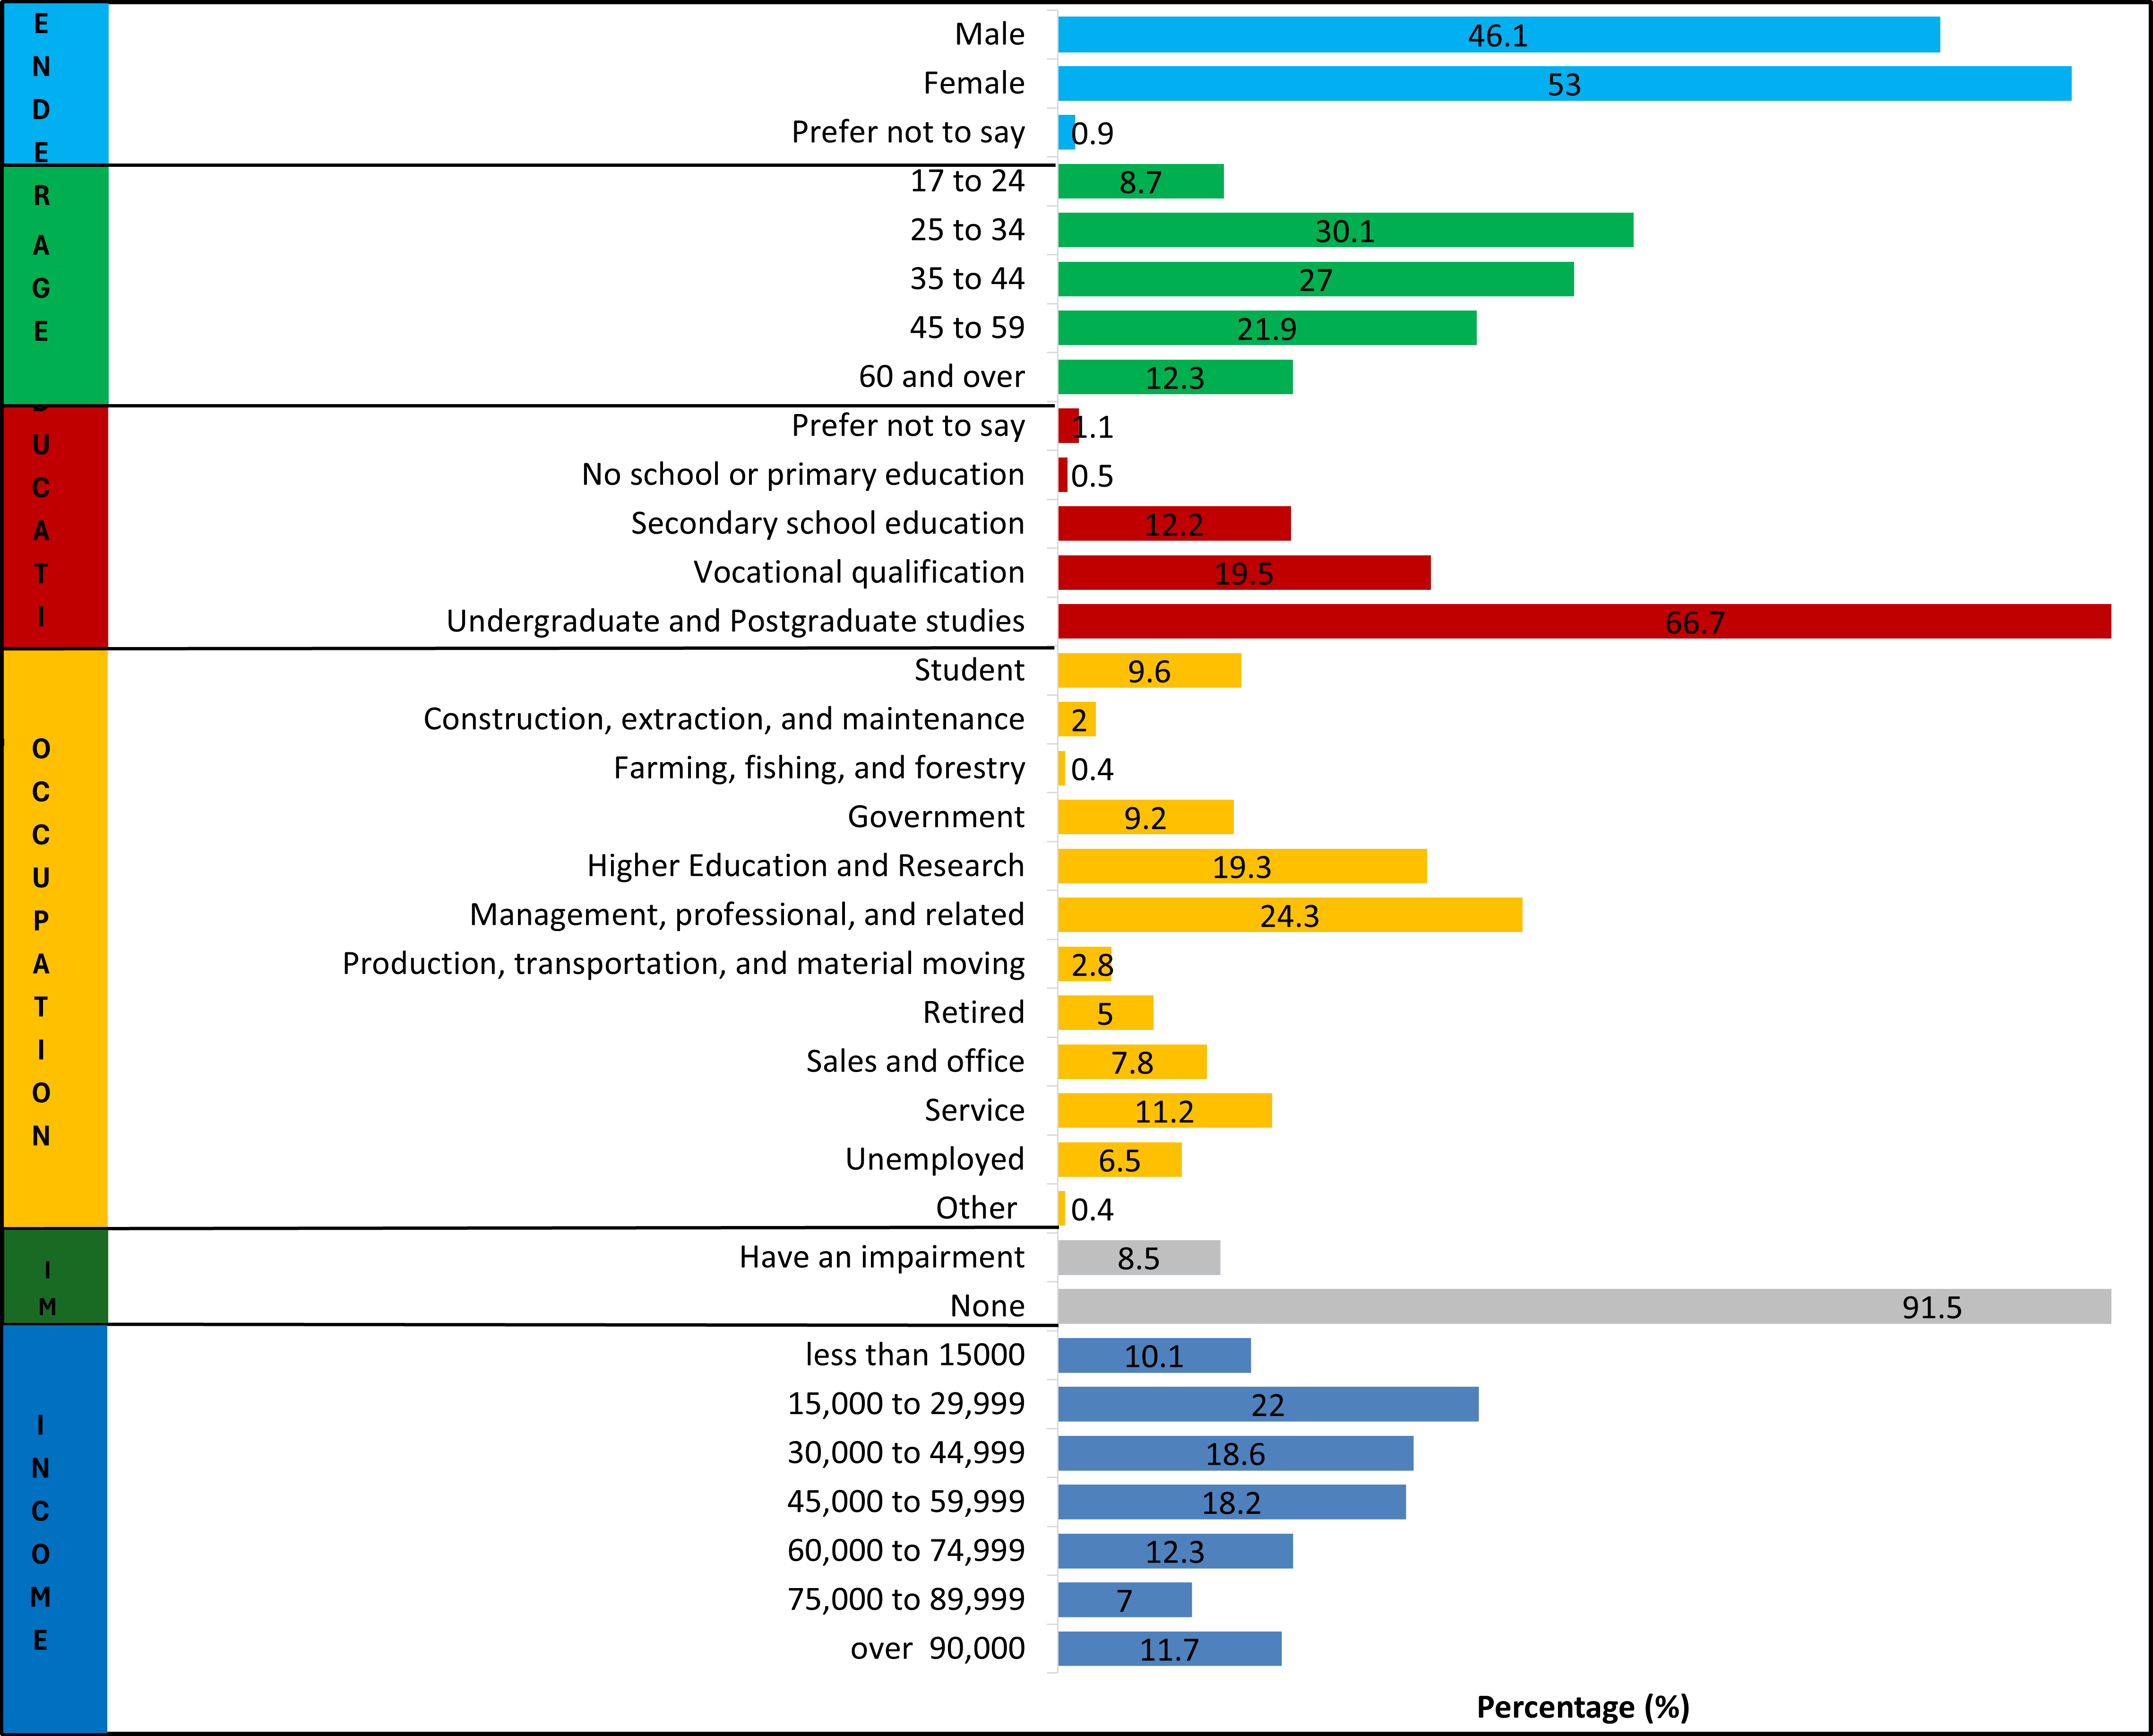 E
N
D
E
R
Male 46.1
Female 53
Prefer not to say 0.9
A
G
E
17 to 24 8.7
25 to 34 30.1
35 to 44 27
45 to 59 21.9
60 and over 12.3
U
C
A
T
I
Prefer not to say 1.1
No school or primary education 0.5
Secondary school education 12.2
Vocational qualification 19.5
Undergraduate and Postgraduate studies 66.7
O
C
C
U
P
A
T
I
O
N
Student 9.6
Construction, extraction, and maintenance 2
Farming, fishing, and forestry 0.4
Government 9.2
Higher Education and Research 19.3
Management, professional, and related 24.3
Production, transportation, and material moving 2.8
Retired 5
Sales and office 7.8
Service 11.2
Unemployed 6.5
Other 0.4
I
M
Have an impairment 8.5
None 91.5
I
N
C
O
M
E
less than 15000 10.1
15,000 to 29,999 22
30,000 to 44,999 18.6
45,000 to 59,999 18.2
60,000 to 74,999 12.3
75,000 to 89,999 7
over 90,000 11.7
Percentage (%)